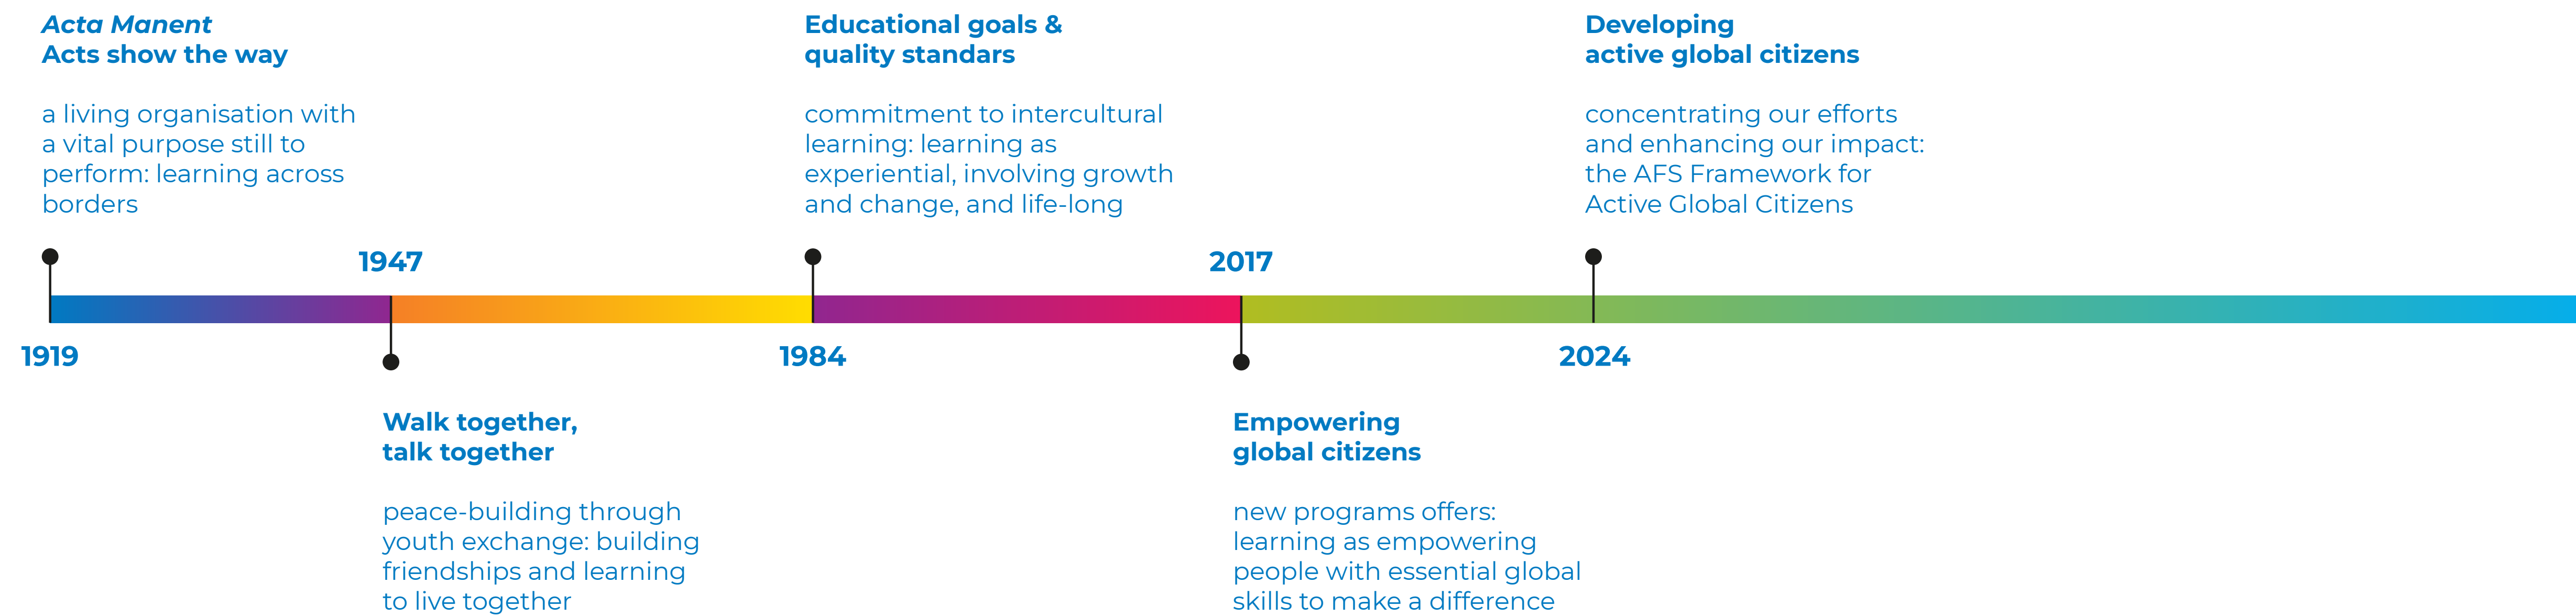 Acta Manent
Acts show the way
a living organisation with
a vital purpose still to
perform: learning across
borders
1919
1947
Walk together,
talk together
peace-building through
youth exchange: building
friendships and learning
to live together
Educational goals &
quality standars
commitment to intercultural
learning: learning as
experiential, involving growth
and change, and life-long
1984
2017
Empowering
global citizens
new programs offers:
learning as empowering
people with essential global
skills to make a difference
Developing
active global citizens
concentrating our efforts
and enhancing our impact:
the AFS Framework for
Active Global Citizens
2024